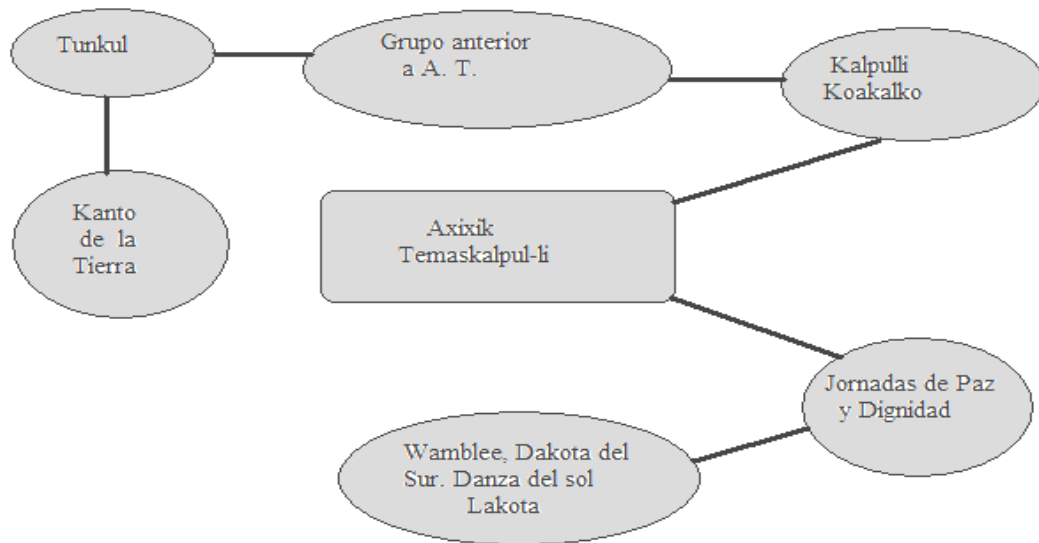 Tunkul
Grupo anterior
a A. T.
Kalpulli
Koakalko
Kanto
de la
Tierra
Axixik
Temaskalpul-li
Jornadas de Paz
y Dignidad
Wamblee, Dakota del
Sur. Danza del sol
Lakota